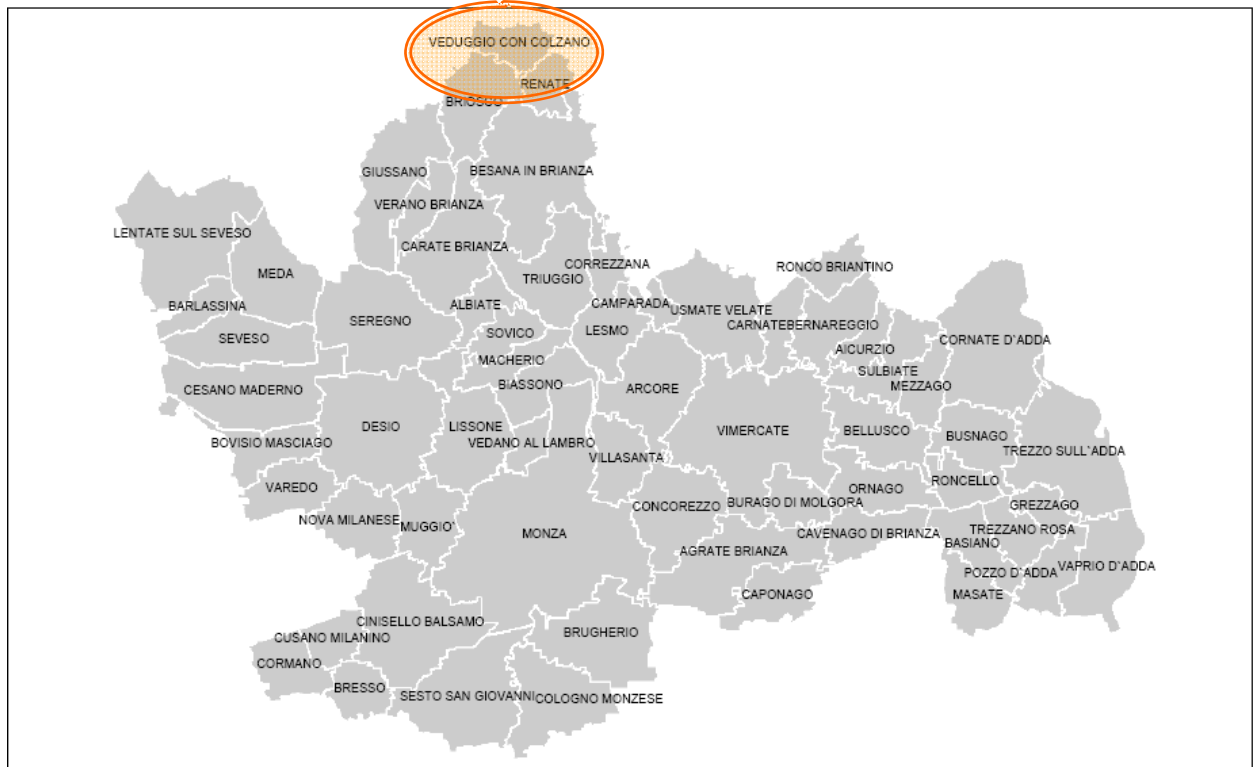 VEDUGGIO CON COLZANO
RENATE
BRIOSCO
GIUSSANO
BESANA IN BRIANZA
VERANO BRIANZA
LENTATE SUL SEVESO
CARATE BRIANZA
CORREZZANA
RONCO BRIANTINO
MEDA
TRIUGGIO
BARLASSINA
ALBIATE
CAMPARADA
USMATE VELATE
SEREGNO
CARNATE
BERNAREGGIO
SOVICO
LESMO
SEVESO
CORNATE D'ADDA
AICURZIO
MACHERIO
SULBIATE
BIASSONO
MEZZAGO
CESANO MADERNO
ARCORE
DESIO
LISSONE
VIMERCATE
BELLUSCO
BUSNAGO
BOVISIO MASCIAGO
VEDANO AL LAMBRO
TREZZO SULL'ADDA
VILLASANTA
VAREDO
ORNAGO
RONCELLO
BURAGO DI MOLGORA
CONCOREZZO
GREZZAGO
NOVA MILANESE
MUGGIO'
MONZA
CAVENAGO DI BRIANZA
TREZZANO ROSA
BASIANO
AGRATE BRIANZA
VAPRIO D'ADDA
POZZO D'ADDA
CAPONAGO
MASATE
CINISELLO BALSAMO
BRUGHERIO
CUSANO MILANINO
CORMANO
BRESSO
SESTO SAN GIOVANNI
COLOGNO MONZESE